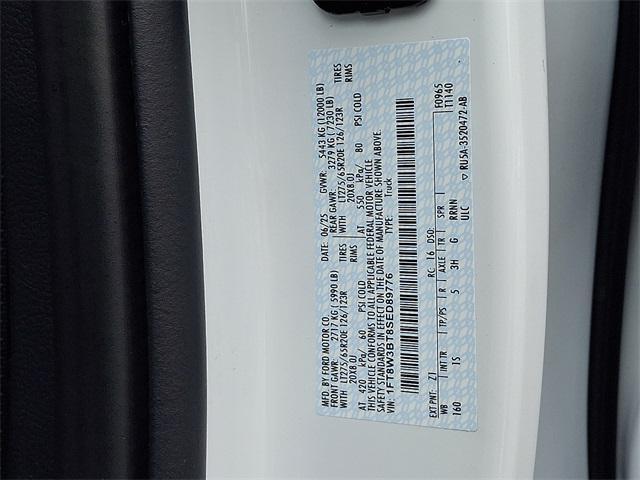 MFD. BY FORD MOTOR CO.
DATE: 06/25 GVWR: 5443 KG (12000 LB)
FRONT GAWR: 2717 KG (5990 LB) REAR GAWR: 3279 KG (7230 LB)
WITH LT275/65R20E 126/123R TIRES WITH LT275/65R20E 126/123R TIRES
20X8.0J RIMS 20X8.0J RIMS
AT 420 kPa/ 60 PSI COLD AT 550 kPa/ 80 PSI COLD
THIS VEHICLE CONFORMS TO ALL APPLICABLE FEDERAL MOTOR VEHICLE
SAFETY STANDARDS IN EFFECT ON THE DATE OF MANUFACTURE SHOWN ABOVE.
VIN: 1FT8W3BT8SED89776 TYPE: Truck
F0965
T1140
EXT PNT: Z1 RC: 16 DSO:
WB INT TR TP/PS R AXLE TR SPR
160 IS 5 3H G RRNN
ULC
▽ RU5A-3520472-AB